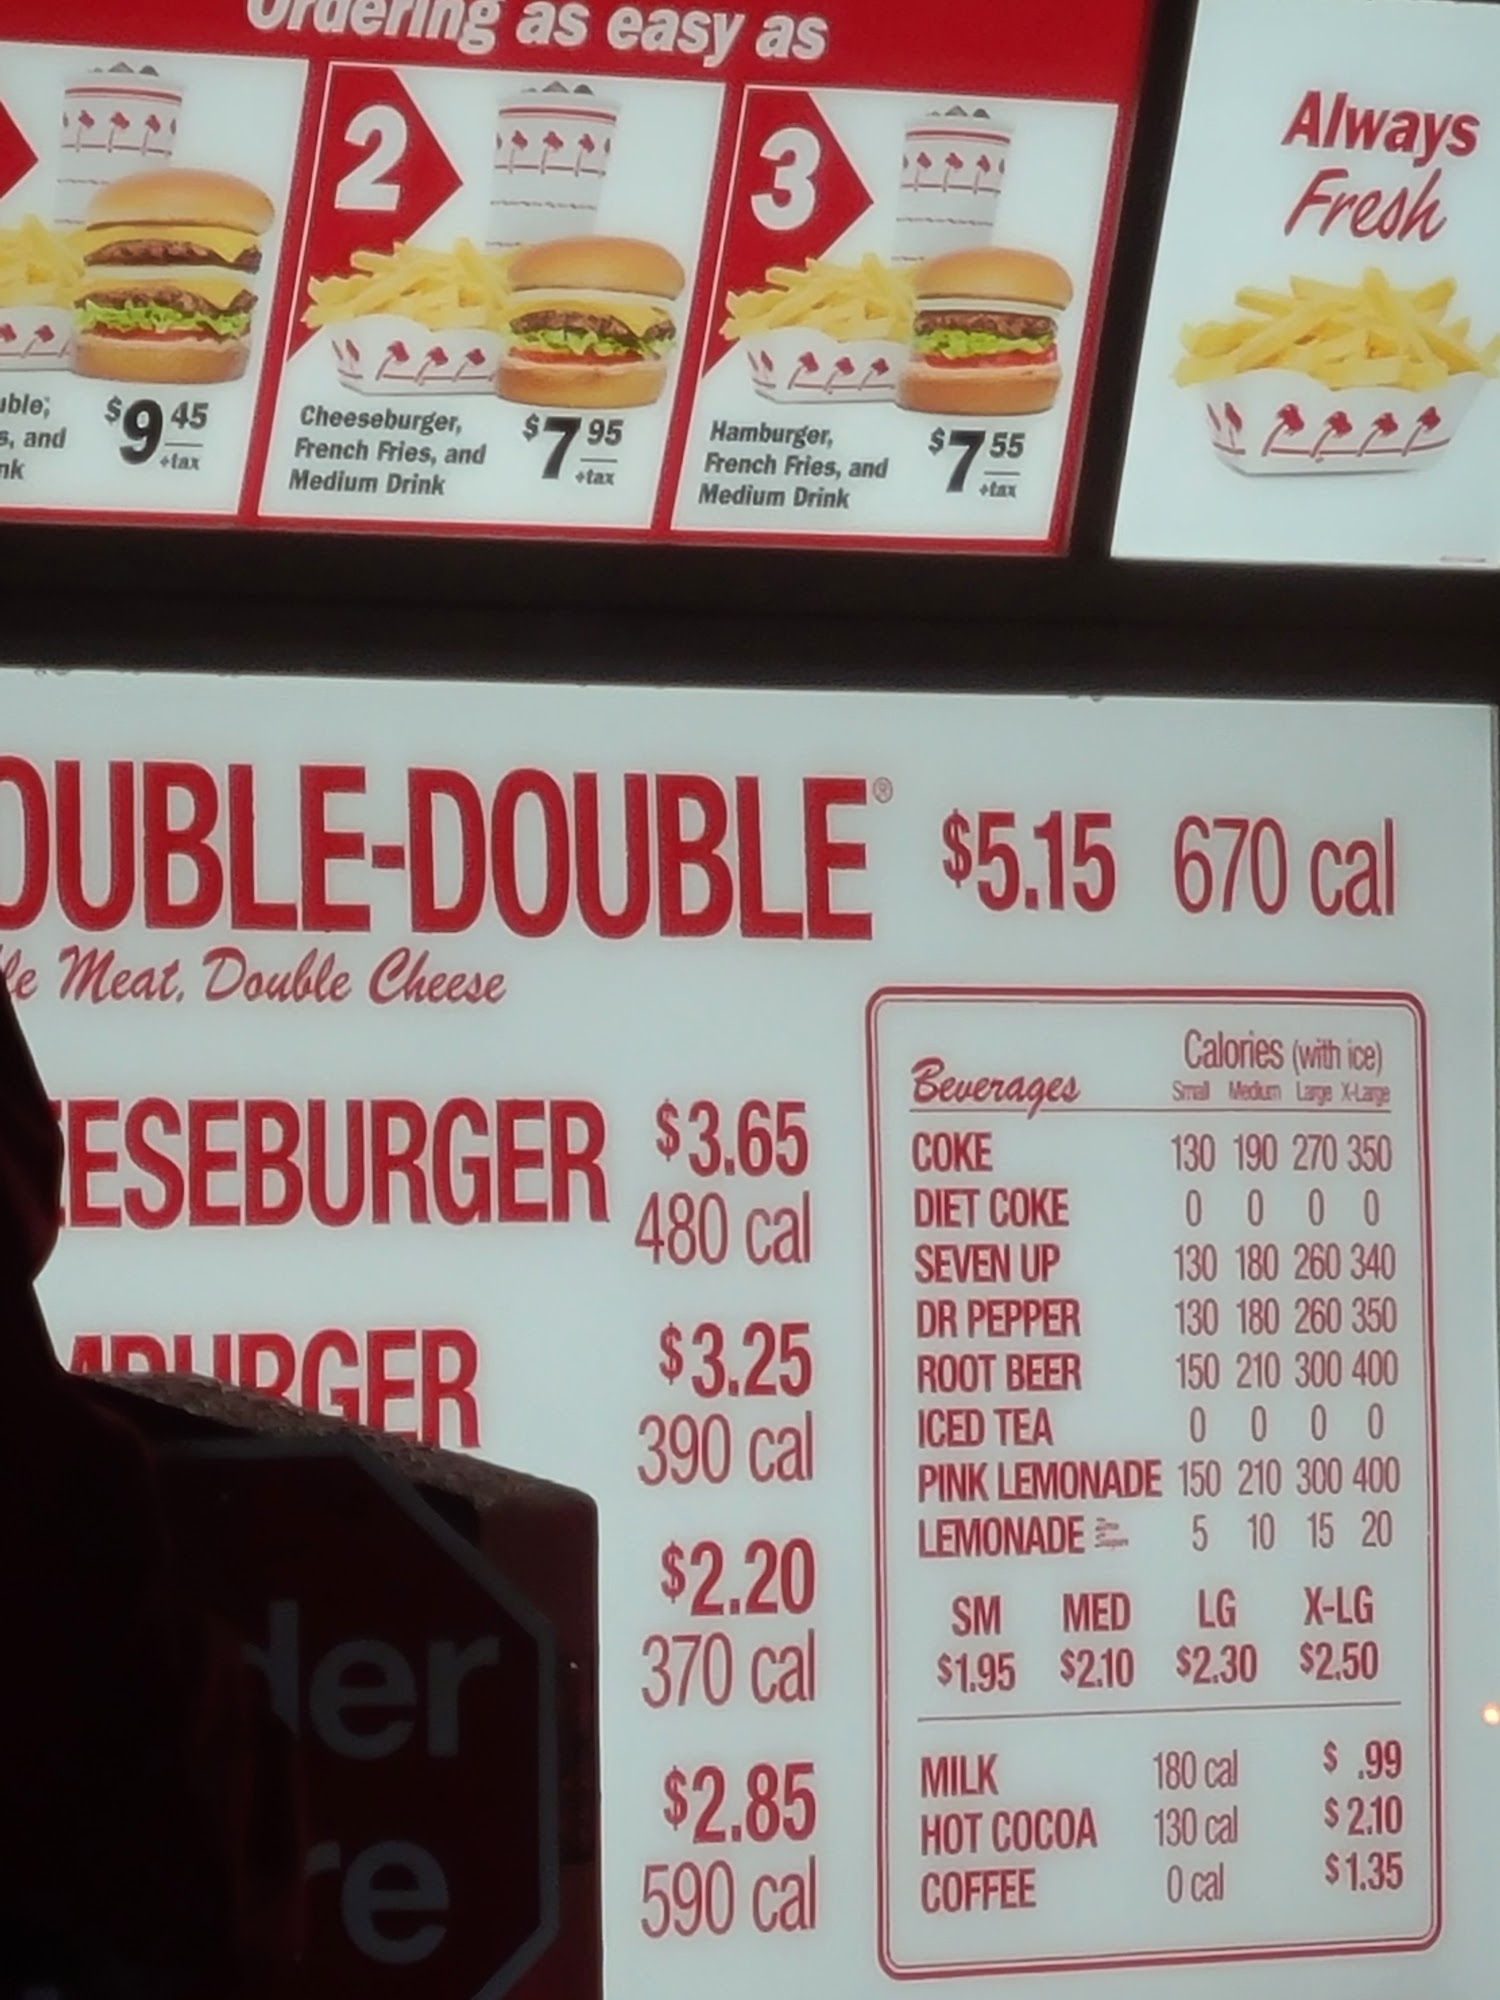 Ordering as easy as
$9 45
+tax
s, and
nk
2
Cheeseburger,
French Fries, and
Medium Drink
$7 95
+tax
3
Hamburger,
French Fries, and
Medium Drink
$7 55
+tax
Always
Fresh
OUBLE-DOUBLE® $5.15 670 cal
le Meat, Double Cheese
EESEBURGER $3.65
480 cal
MBURGER $3.25
390 cal
$2.20
370 cal
$2.85
590 cal
Beverages Calories (with ice)
Small Medium Large X-Large
COKE 130 190 270 350
DIET COKE 0 0 0 0
SEVEN UP 130 180 260 340
DR PEPPER 130 180 260 350
ROOT BEER 150 210 300 400
ICED TEA 0 0 0 0
PINK LEMONADE 150 210 300 400
LEMONADE 5 10 15 20
SM MED LG X-LG
$1.95 $2.10 $2.30 $2.50
MILK 180 cal $ .99
HOT COCOA 130 cal $2.10
COFFEE 0 cal $1.35
der
re